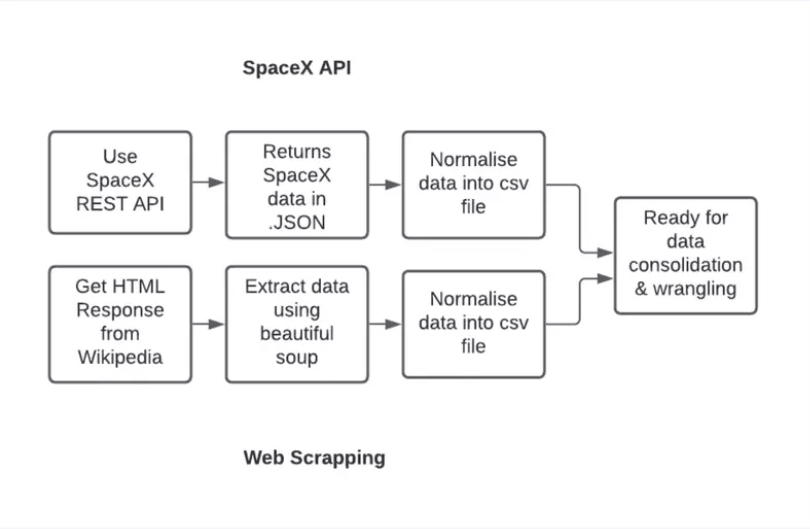 SpaceX API
Use
SpaceX
REST API
Returns
SpaceX
data in
.JSON
Normalise
data into csv
file
Ready for
data
consolidation
& wrangling
Get HTML
Response
from
Wikipedia
Extract data
using
beautiful
soup
Normalise
data into csv
file
Web Scrapping